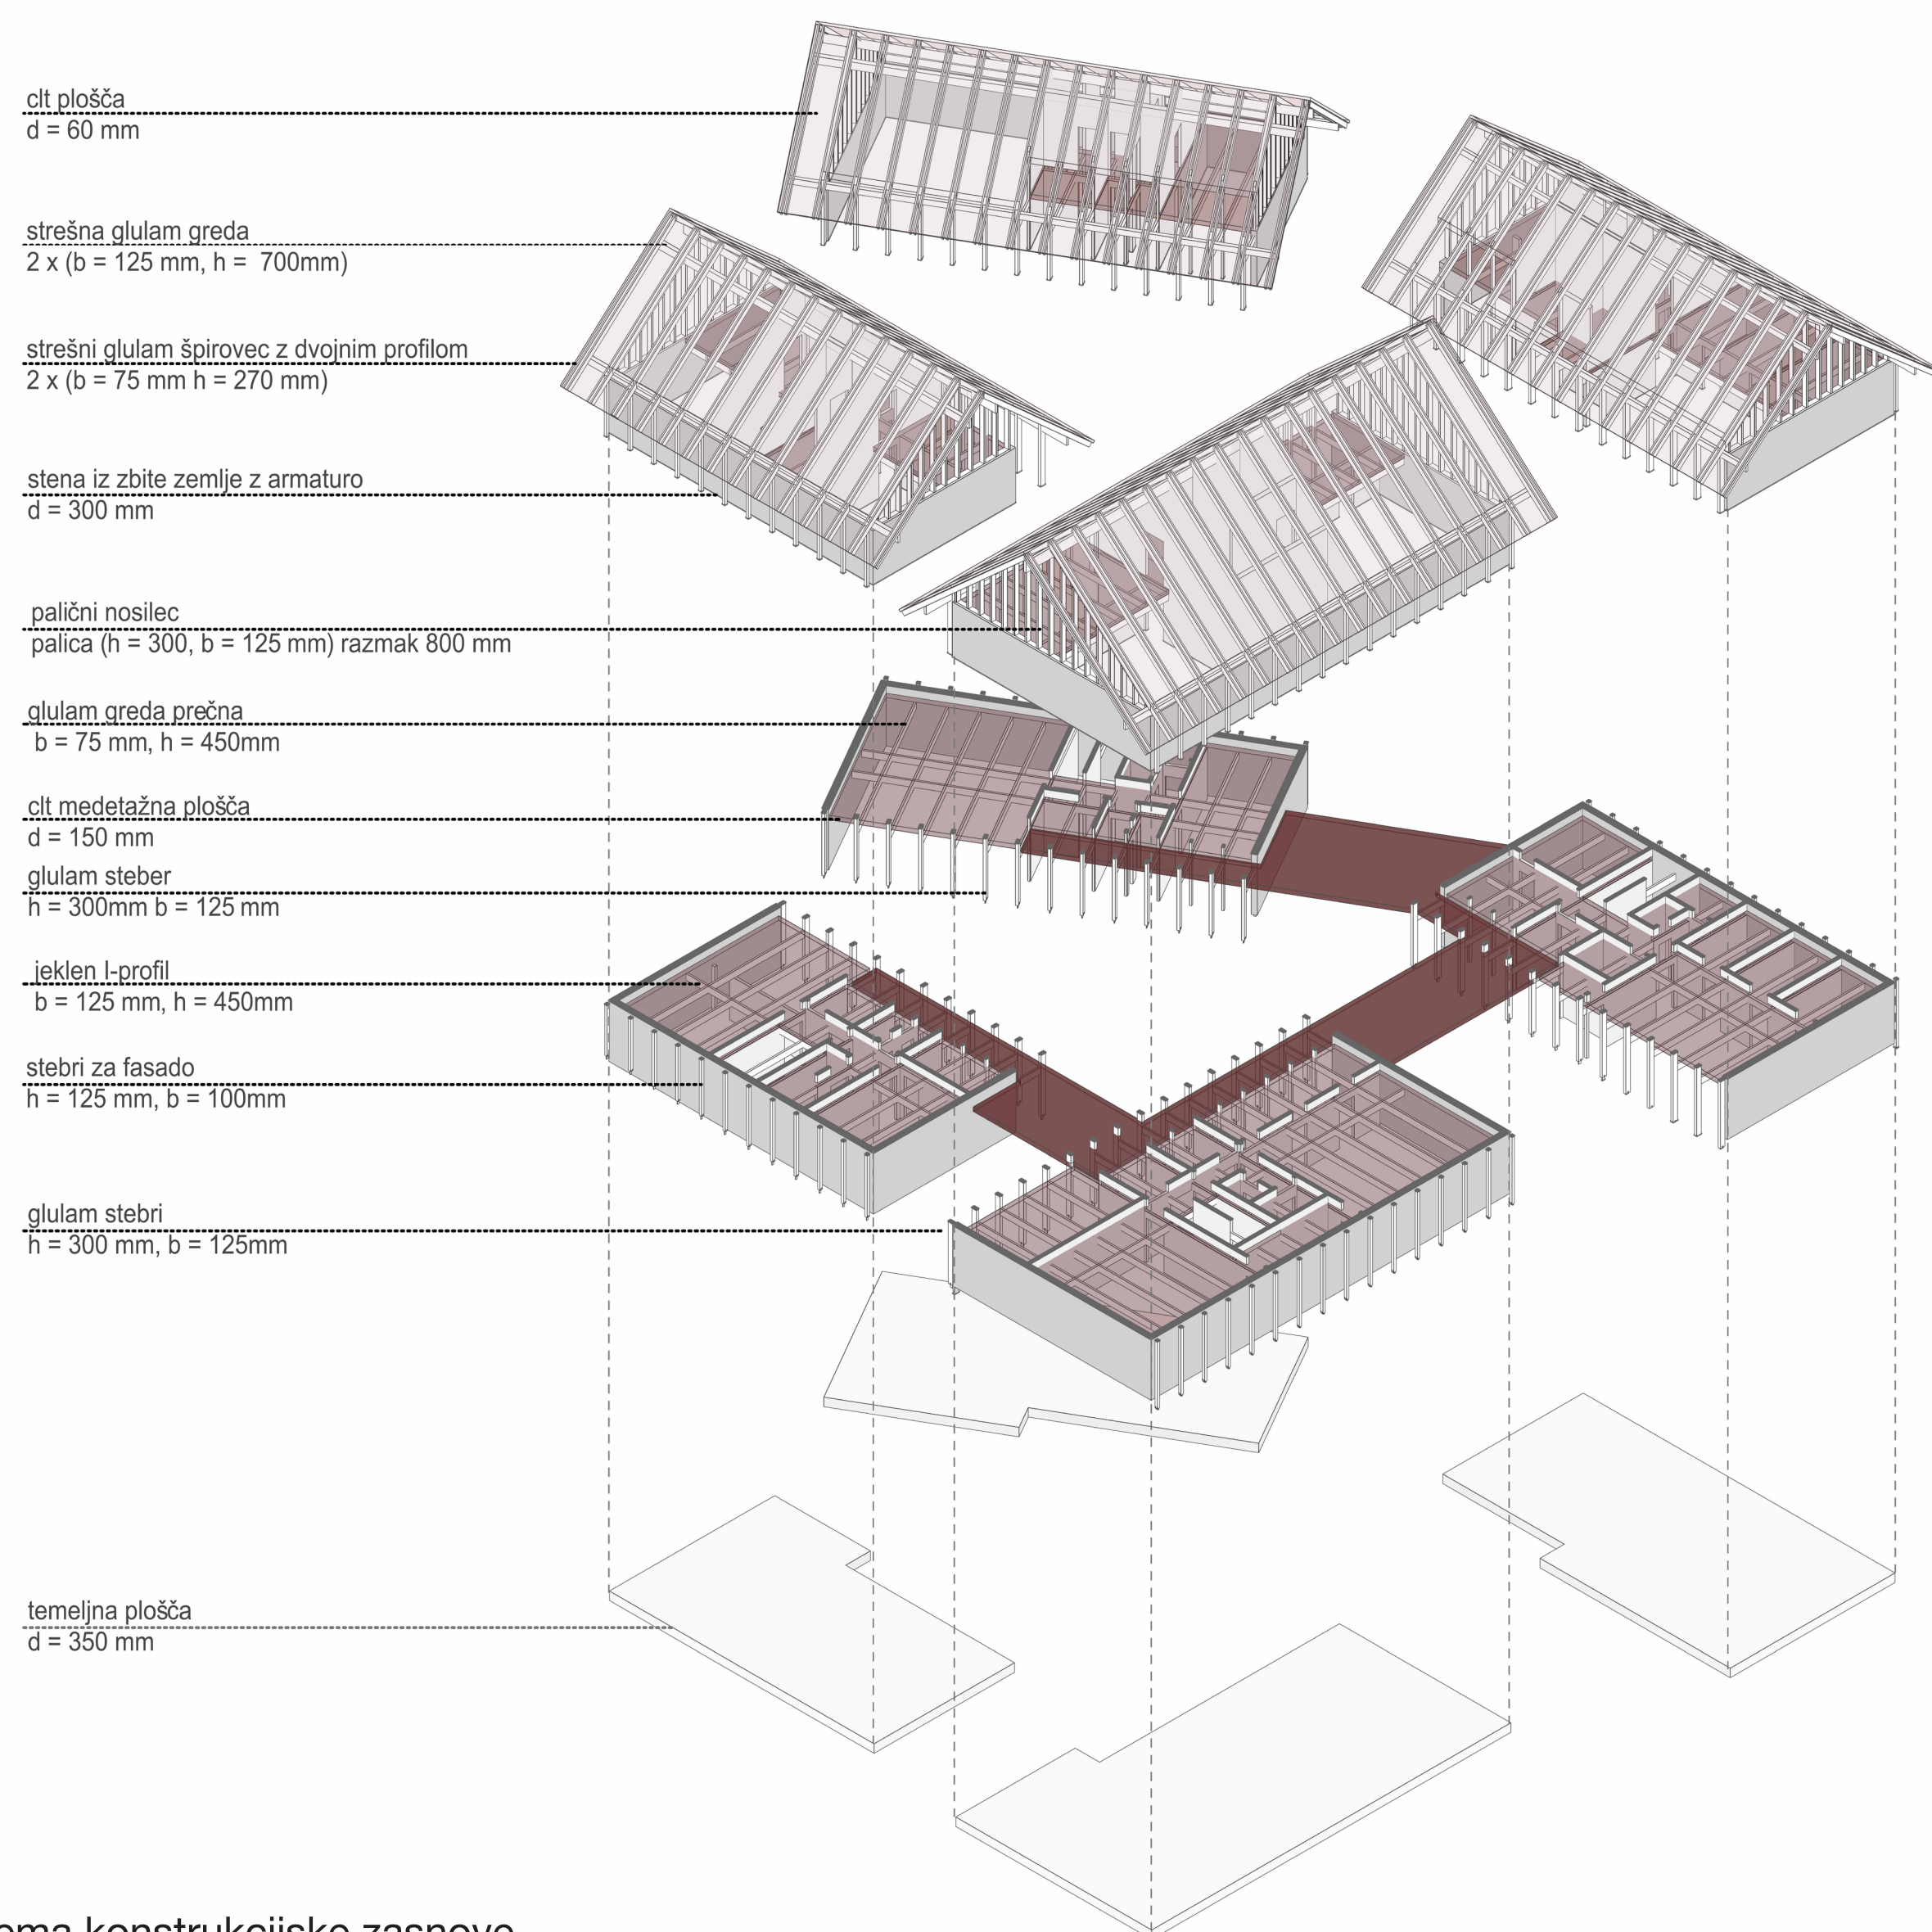 clt plošča
d = 60 mm
strešna glulam greda
2 x (b = 125 mm, h = 700mm)
strešni glulam špirovec z dvojnim profilom
2 x (b = 75 mm h = 270 mm)
stena iz zbite zemlje z armaturo
d = 300 mm
palični nosilec
palica (h = 300, b = 125 mm) razmak 800 mm
glulam greda prečna
b = 75 mm, h = 450mm
clt medetažna plošča
d = 150 mm
glulam steber
h = 300mm b = 125 mm
jeklen I-profil
b = 125 mm, h = 450mm
stebri za fasado
h = 125 mm, b = 100mm
glulam stebri
h = 300 mm, b = 125mm
temeljna plošča
d = 350 mm
konstrukcijske zasnove